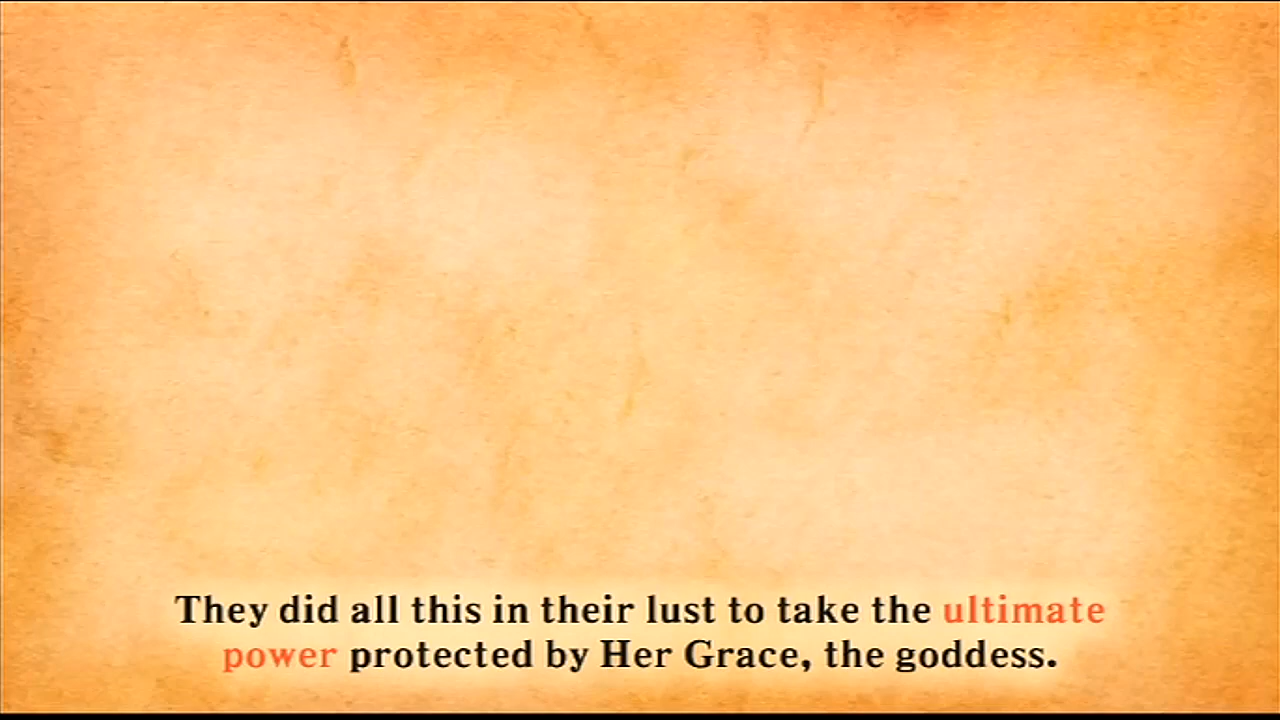 They did all this in their lust to take the ultimate
power protected by Her Grace, the goddess.